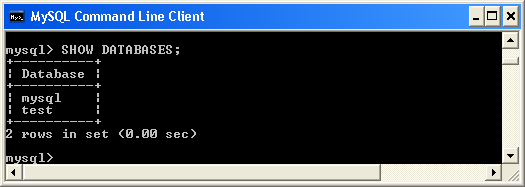 MySQL Command Line Client
mysql> SHOW DATABASES;
+-----------+
| Database  |
+-----------+
| mysql     |
| test      |
+-----------+
2 rows in set (0.00 sec)
mysql>